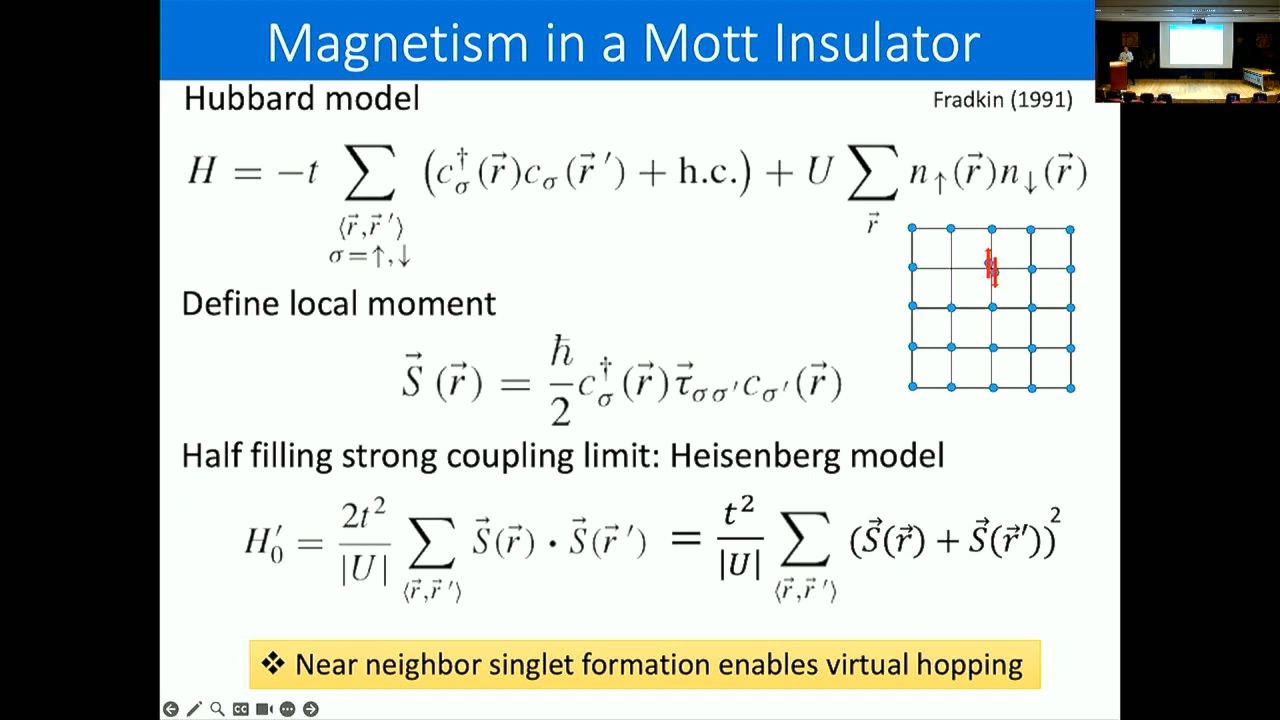 Magnetism in a Mott Insulator
Hubbard model
Fradkin (1991)
H = −t ∑ (c†σ(r⃗)cσ(r⃗ ′) + h.c.) + U ∑ n↑(r⃗)n↓(r⃗)
⟨r⃗,r⃗ ′⟩ r⃗
σ=↑,↓
Define local moment
S⃗ (r⃗) = ħ/2 c†σ(r⃗)τ⃗σσ′cσ′(r⃗)
Half filling strong coupling limit: Heisenberg model
H′0 = 2t²/|U| ∑ S⃗(r⃗) · S⃗(r⃗ ′) = t²/|U| ∑ (S⃗(r⃗) + S⃗(r⃗′))²
⟨r⃗,r⃗ ′⟩ ⟨r⃗,r⃗ ′⟩
❖ Near neighbor singlet formation enables virtual hopping
CC